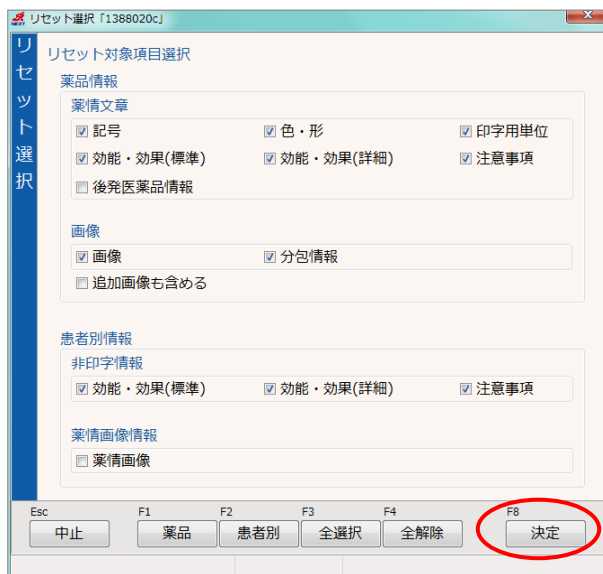 NEXT リセット選択「1388020c」
リセット選択
リセット対象項目選択
薬品情報
薬情文章
記号 色・形 印字用単位
効能・効果(標準) 効能・効果(詳細) 注意事項
後発医薬品情報
画像
画像 分包情報
追加画像も含める
患者別情報
非印字情報
効能・効果(標準) 効能・効果(詳細) 注意事項
薬情画像情報
薬情画像
Esc F1 F2 F3 F4 F8
中止 薬品 患者別 全選択 全解除 決定